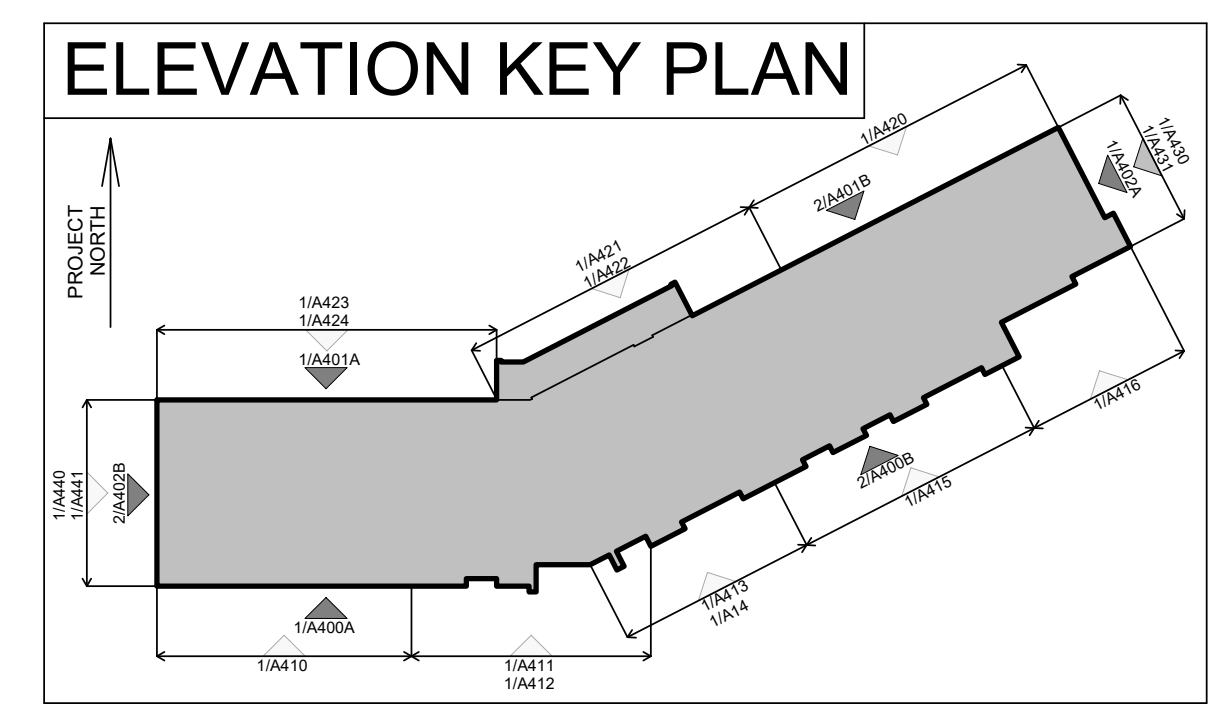 ELEVATION KEY PLAN
PROJECT
NORTH
1/A420
1/A430
1/A431
1/A402A
2/A401B
1/A421
1/A422
1/A423
1/A424
1/A401A
1/A440
1/A441
2/A402B
1/A416
2/A400B
1/A415
1/A413
1/A14
1/A400A
1/A410
1/A411
1/A412